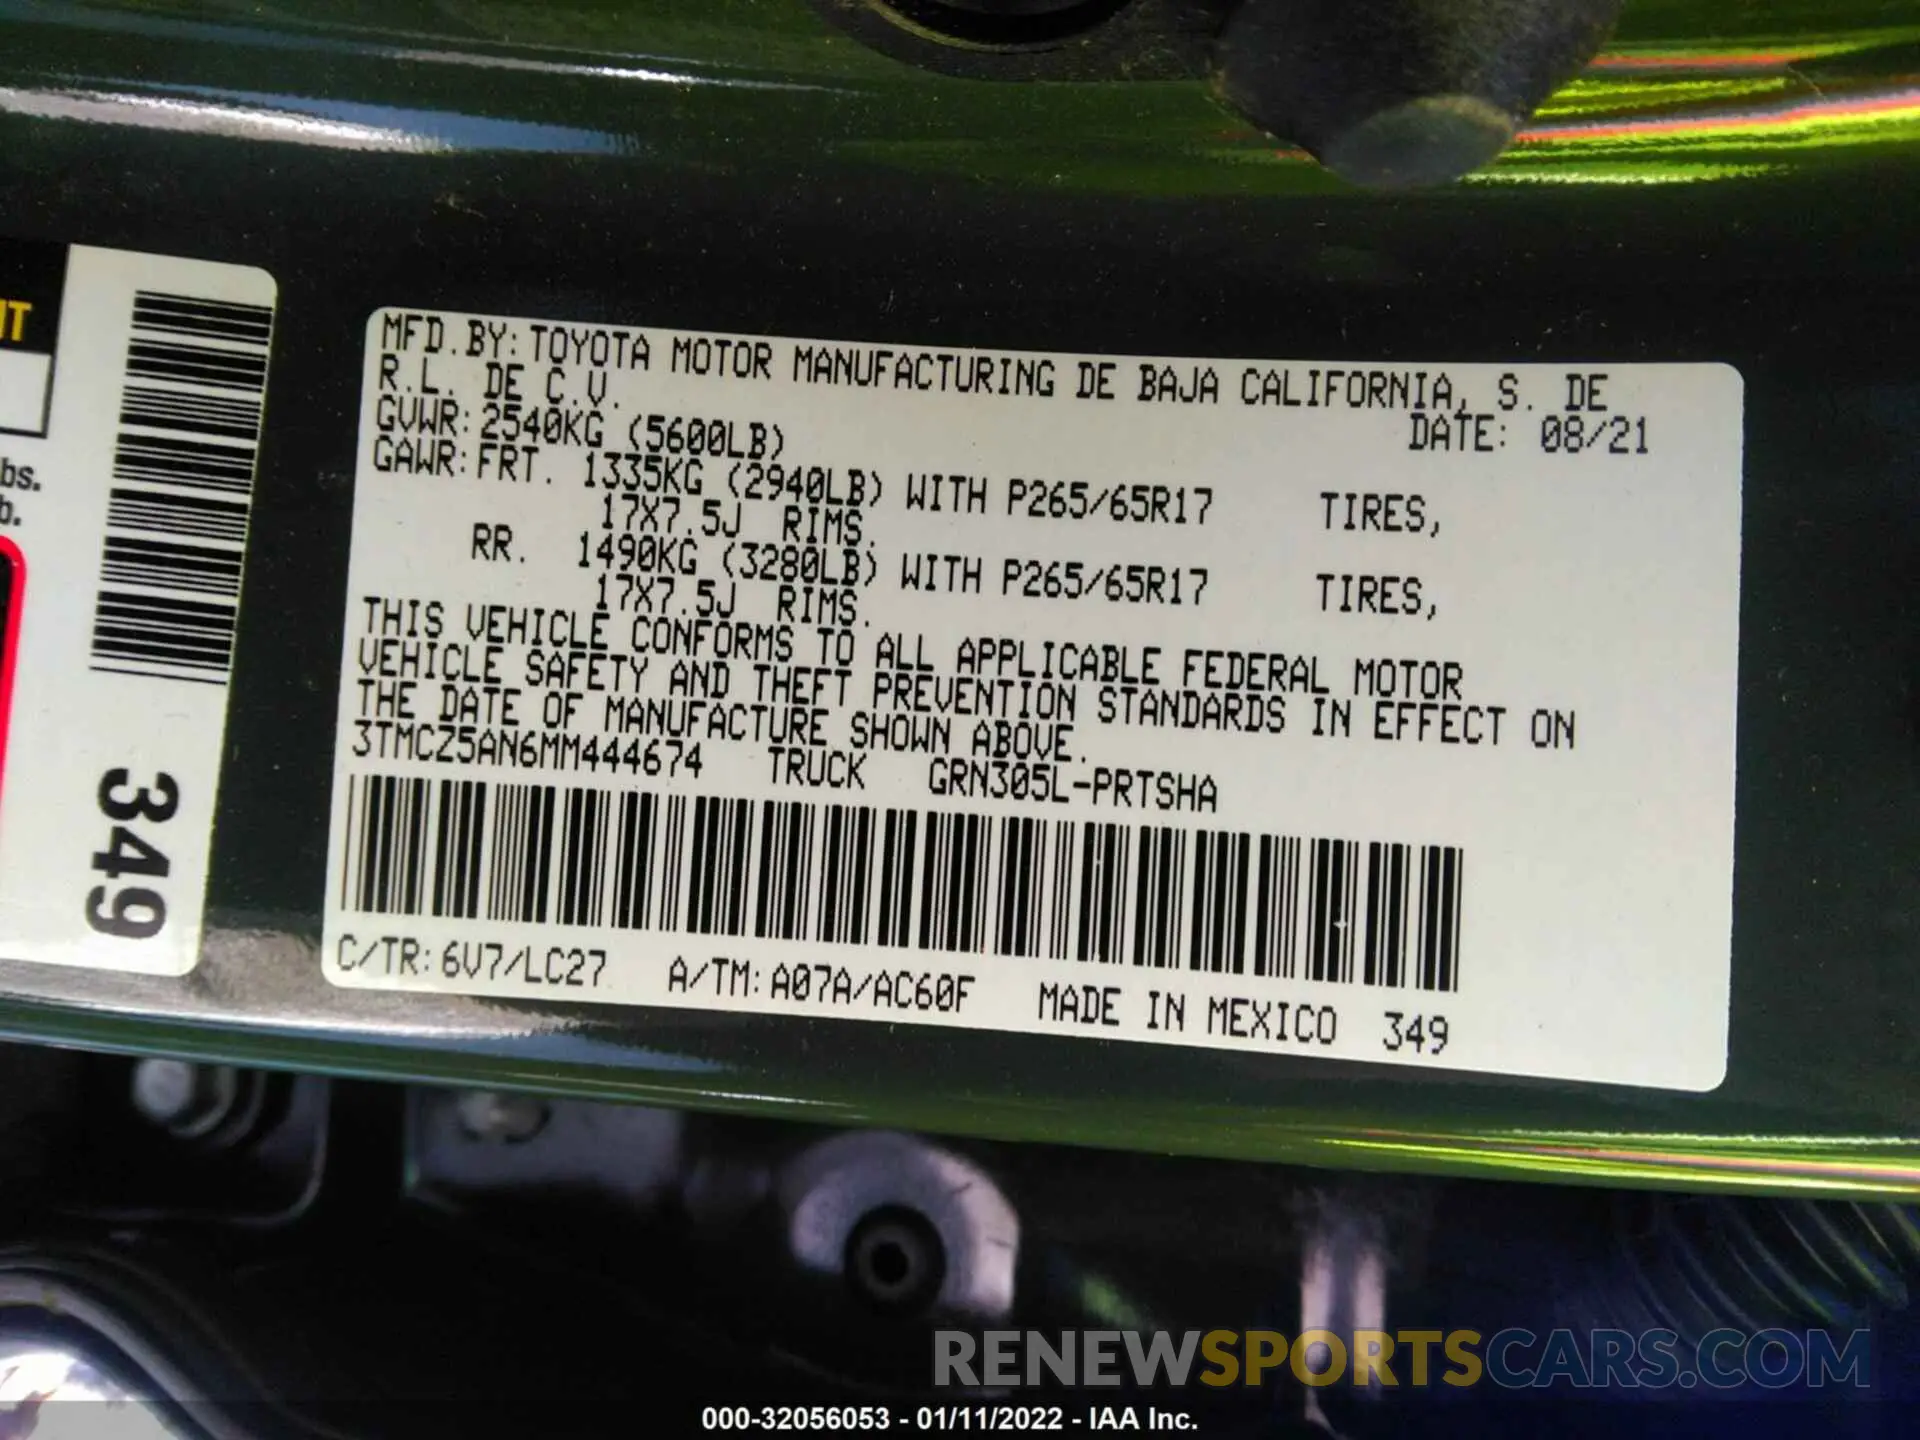 MFD.BY:TOYOTA MOTOR MANUFACTURING DE BAJA CALIFORNIA, S. DE
R.L. DE C.V.
DATE: 08/21
GVWR:2540KG (5600LB)
GAWR:FRT. 1335KG (2940LB) WITH P265/65R17 TIRES,
17X7.5J RIMS.
RR. 1490KG (3280LB) WITH P265/65R17 TIRES,
17X7.5J RIMS.
THIS VEHICLE CONFORMS TO ALL APPLICABLE FEDERAL MOTOR
VEHICLE SAFETY AND THEFT PREVENTION STANDARDS IN EFFECT ON
THE DATE OF MANUFACTURE SHOWN ABOVE.
3TMCZ5AN6MM444674 TRUCK GRN305L-PRTSHA
C/TR:6V7/LC27 A/TM:A07A/AC60F MADE IN MEXICO 349
349
RENEWSPORTSCARS.COM
000-32056053 - 01/11/2022 - IAA Inc.